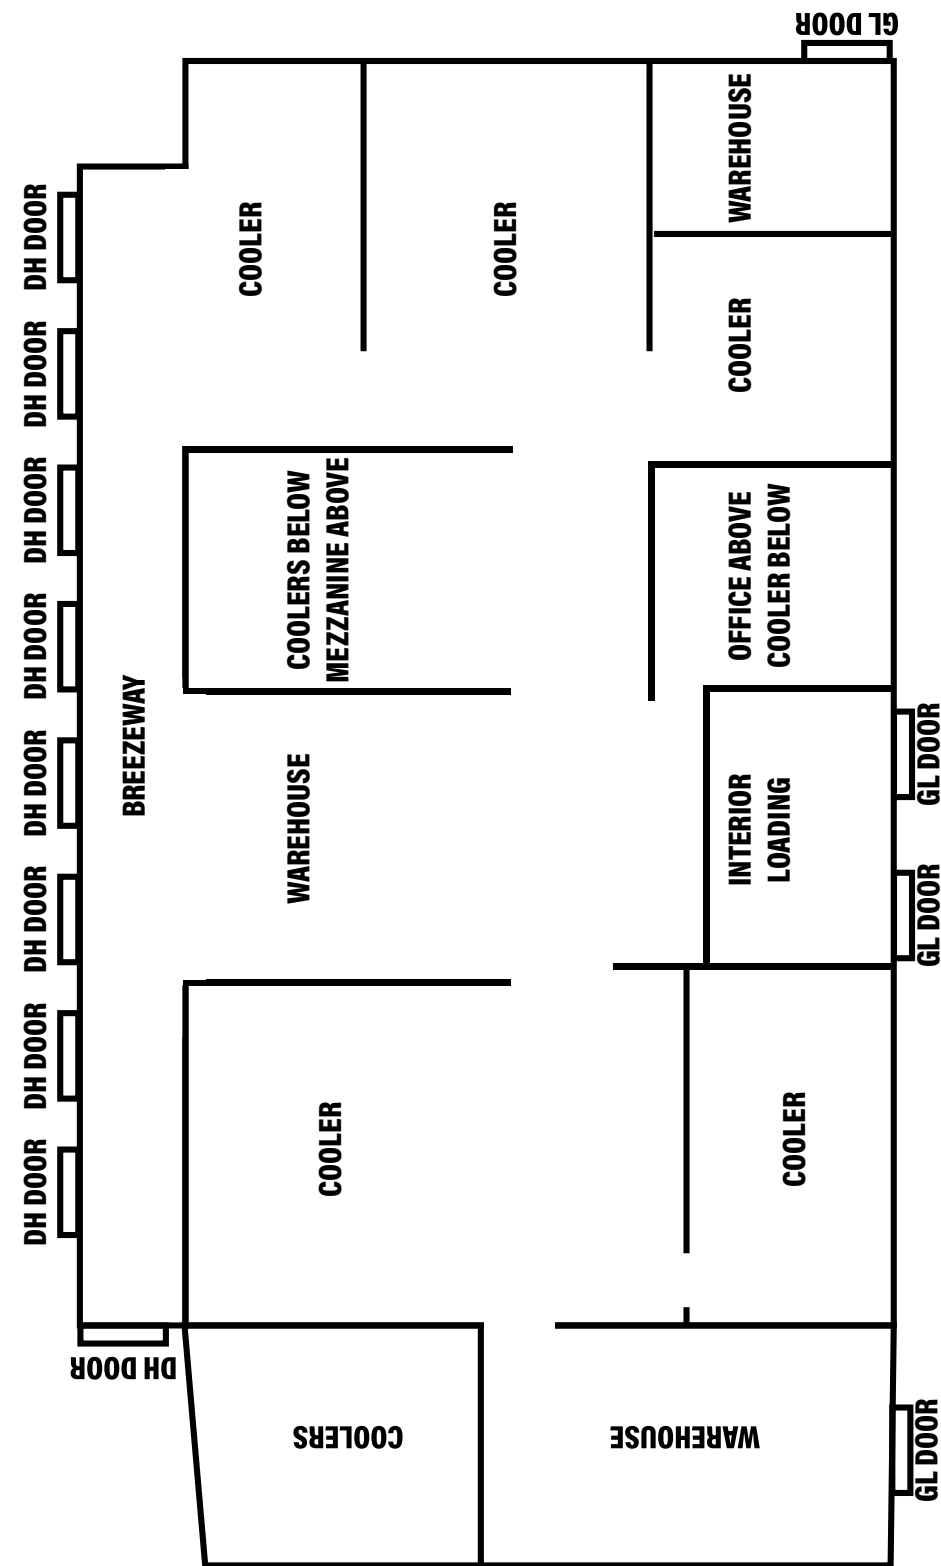 GL DOOR
DH DOOR
DH DOOR
DH DOOR
DH DOOR
DH DOOR
DH DOOR
DH DOOR
DH DOOR
DH DOOR
BREEZEWAY
COOLER
COOLER
WAREHOUSE
COOLER
COOLERS BELOW
MEZZANINE ABOVE
OFFICE ABOVE
COOLER BELOW
WAREHOUSE
INTERIOR
LOADING
GL DOOR
GL DOOR
COOLER
COOLER
COOLERS
WAREHOUSE
GL DOOR